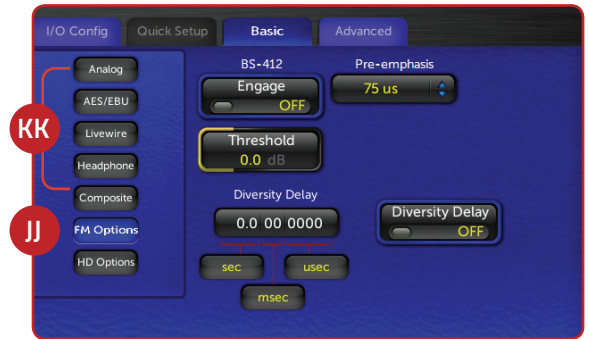 I/O Config Quick Setup Basic Advanced
KK
JJ
Analog
AES/EBU
Livewire
Headphone
Composite
FM Options
HD Options
BS-412
Engage
OFF
Pre-emphasis
75 us
Threshold
0.0 dB
Diversity Delay
0.0 00 0000
sec usec
msec
Diversity Delay
OFF